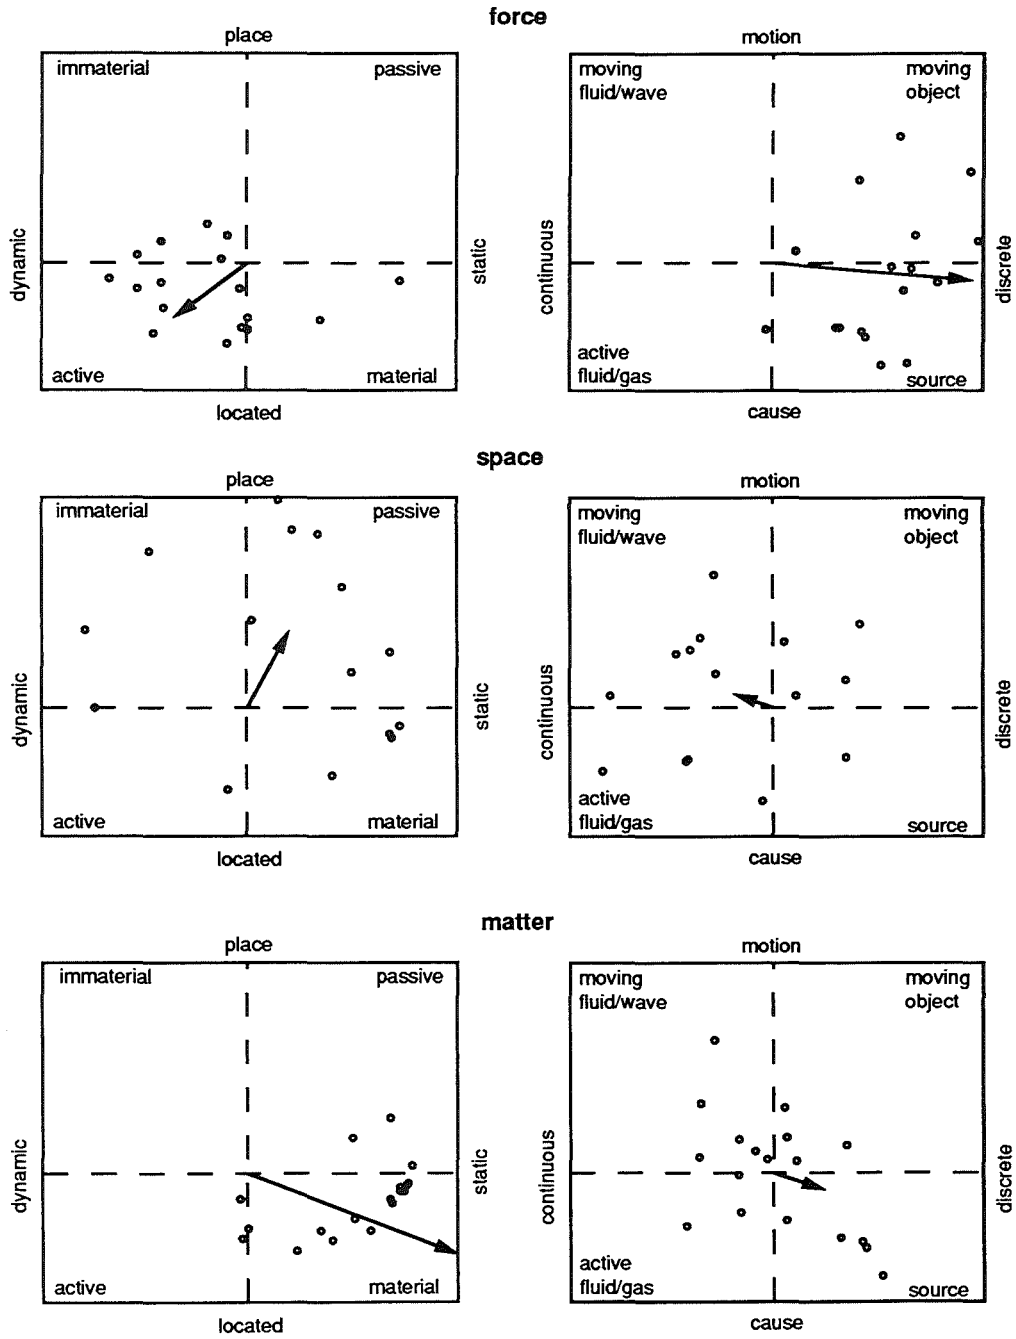 force
place
immaterial
passive
dynamic
static
active
material
located
motion
moving
fluid/wave
moving
object
continuous
discrete
active
fluid/gas
source
cause
space
place
immaterial
passive
dynamic
static
active
material
located
motion
moving
fluid/wave
moving
object
continuous
discrete
active
fluid/gas
source
cause
matter
place
immaterial
passive
dynamic
static
active
material
located
motion
moving
fluid/wave
moving
object
continuous
discrete
active
fluid/gas
source
cause